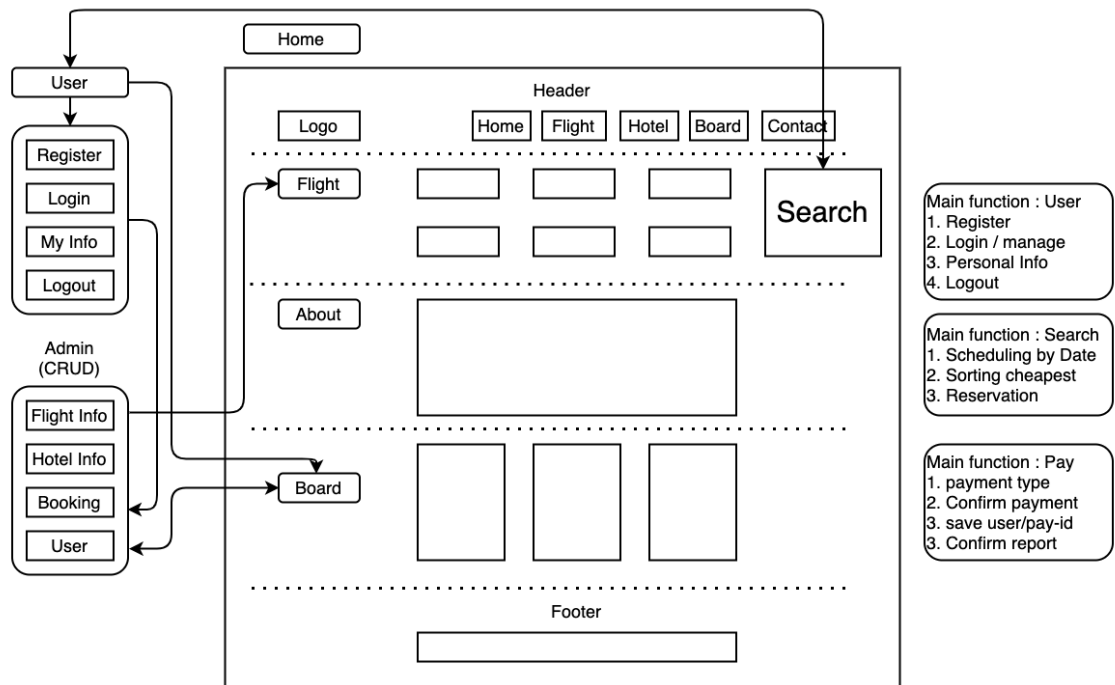 Home
User
Header
Logo
Home
Flight
Hotel
Board
Contact
Register
Login
My Info
Logout
Flight
Search
About
Admin
(CRUD)
Flight Info
Hotel Info
Booking
User
Board
Footer
Main function : User
1. Register
2. Login / manage
3. Personal Info
4. Logout
Main function : Search
1. Scheduling by Date
2. Sorting cheapest
3. Reservation
Main function : Pay
1. payment type
2. Confirm payment
3. save user/pay-id
3. Confirm report